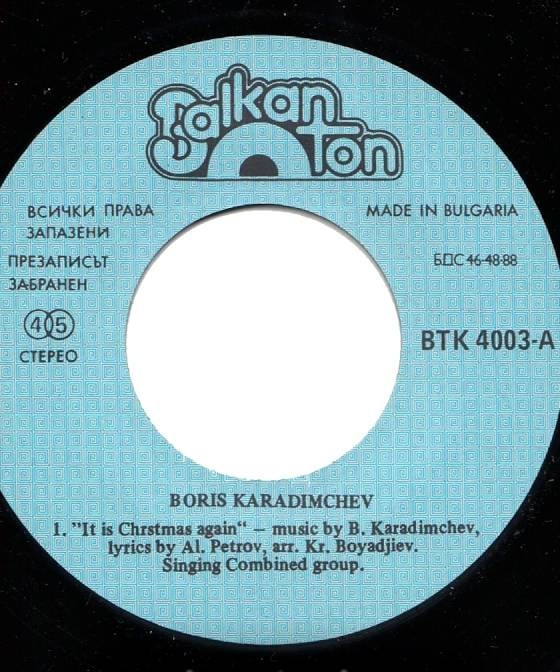 Balkan
Ton
ВСИЧКИ ПРАВА
ЗАПАЗЕНИ
MADE IN BULGARIA
ПРЕЗАПИСЪТ
ЗАБРАНЕН
БДС 46-48-88
45
СТЕРЕО
ВТК 4003-А
BORIS KARADIMCHEV
1. "It is Chrstmas again“ — music by B. Karadimchev,
lyrics by Al. Petrov, arr. Kr. Boyadjiev.
Singing Combined group.